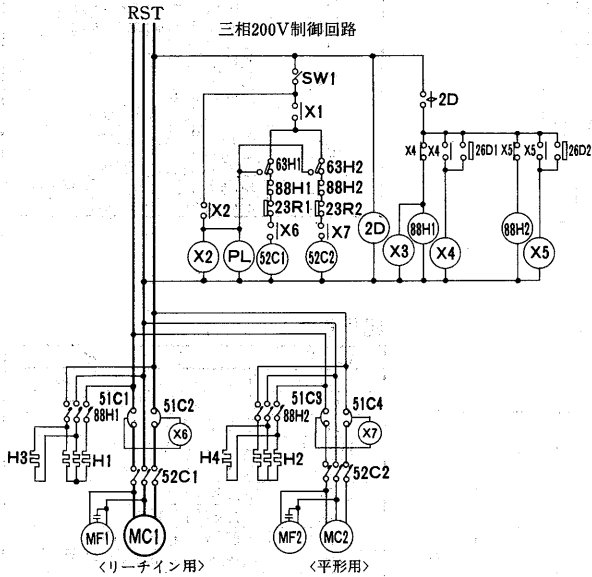 RST
三相200V制御回路
SW1
X1
2D
63H1
63H2
X4
X4
26D1
X5
X5
26D2
88H1
88H2
X2
23R1
23R2
X6
X7
X2
PL
52C1
52C2
2D
X3
88H1
X4
88H2
X5
51C1
51C2
51C3
51C4
88H1
88H2
X6
X7
H3
H1
H4
H2
52C1
52C2
MF1
MC1
MF2
MC2
〈リーチイン用〉
〈平形用〉